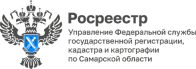 Росреестр
Управление Федеральной службы
государственной регистрации,
кадастра и картографии
по Самарской области